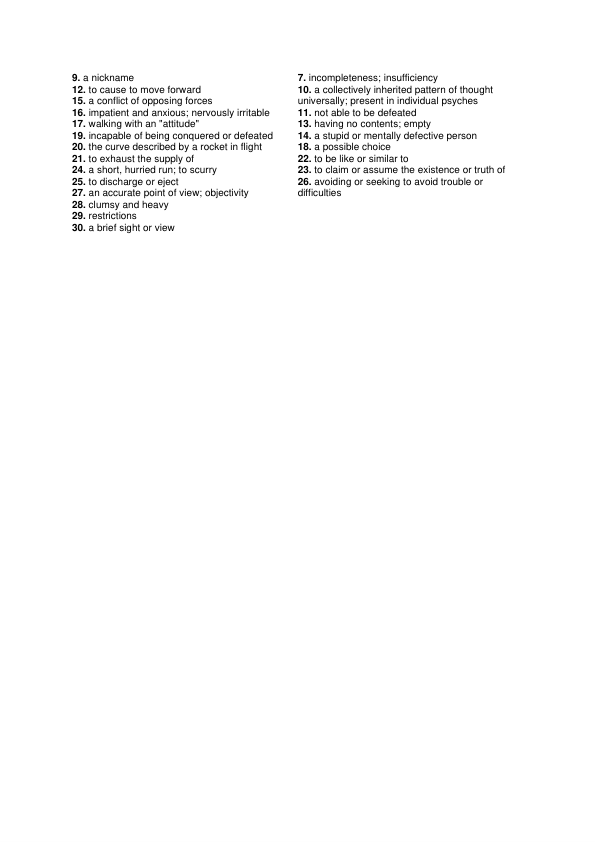 9. a nickname
12. to cause to move forward
15. a conflict of opposing forces
16. impatient and anxious; nervously irritable
17. walking with an "attitude"
19. incapable of being conquered or defeated
20. the curve described by a rocket in flight
21. to exhaust the supply of
24. a short, hurried run; to scurry
25. to discharge or eject
27. an accurate point of view; objectivity
28. clumsy and heavy
29. restrictions
30. a brief sight or view
7. incompleteness; insufficiency
10. a collectively inherited pattern of thought
universally; present in individual psyches
11. not able to be defeated
13. having no contents; empty
14. a stupid or mentally defective person
18. a possible choice
22. to be like or similar to
23. to claim or assume the existence or truth of
26. avoiding or seeking to avoid trouble or
difficulties